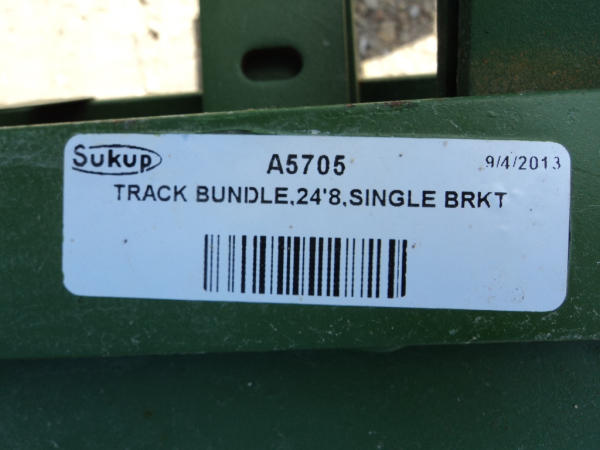 Sukup A5705 9/4/2013
TRACK BUNDLE,24'8,SINGLE BRKT